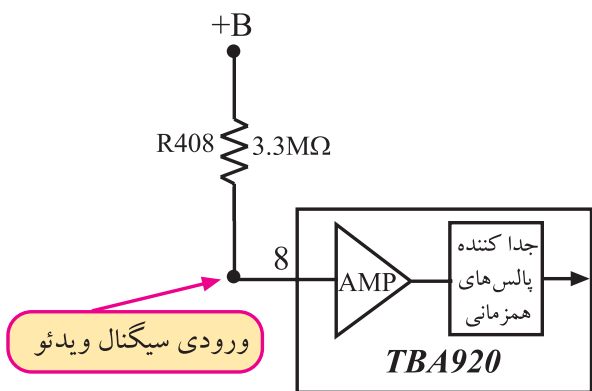 +B
R408
3.3MΩ
8
AMP
جدا کننده
پالس‌های
همزمانی
ورودی سیگنال ویدئو
TBA920